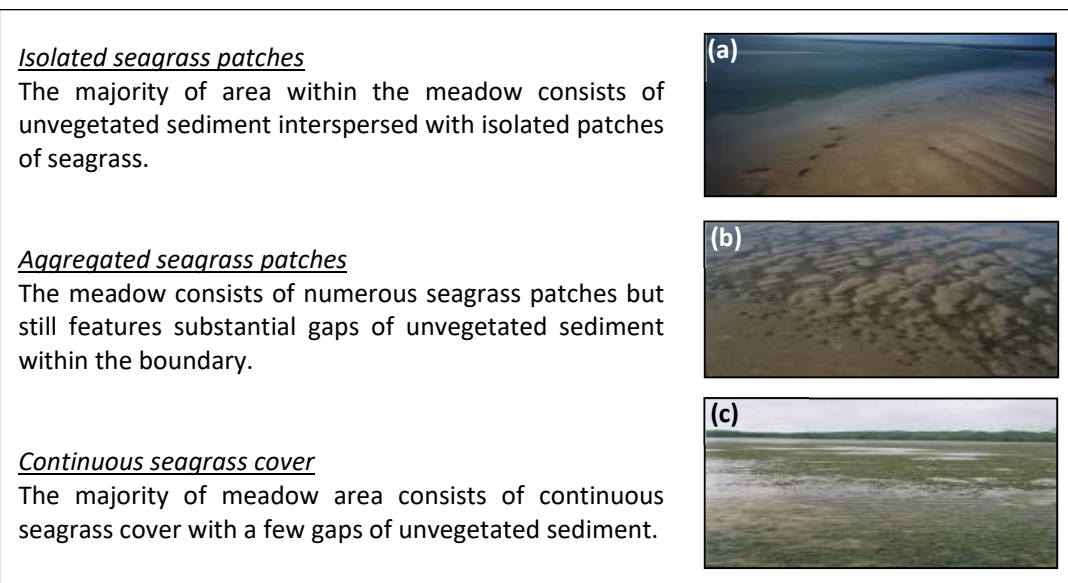 Isolated seagrass patches
The majority of area within the meadow consists of
unvegetated sediment interspersed with isolated patches
of seagrass.
(a)
Aggregated seagrass patches
The meadow consists of numerous seagrass patches but
still features substantial gaps of unvegetated sediment
within the boundary.
(b)
Continuous seagrass cover
The majority of meadow area consists of continuous
seagrass cover with a few gaps of unvegetated sediment.
(c)